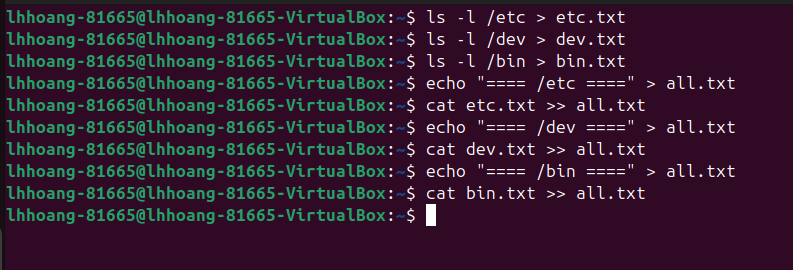 lhhoang-81665@lhhoang-81665-VirtualBox:~$ ls -l /etc > etc.txt
lhhoang-81665@lhhoang-81665-VirtualBox:~$ ls -l /dev > dev.txt
lhhoang-81665@lhhoang-81665-VirtualBox:~$ ls -l /bin > bin.txt
lhhoang-81665@lhhoang-81665-VirtualBox:~$ echo "==== /etc ====" > all.txt
lhhoang-81665@lhhoang-81665-VirtualBox:~$ cat etc.txt >> all.txt
lhhoang-81665@lhhoang-81665-VirtualBox:~$ echo "==== /dev ====" > all.txt
lhhoang-81665@lhhoang-81665-VirtualBox:~$ cat dev.txt >> all.txt
lhhoang-81665@lhhoang-81665-VirtualBox:~$ echo "==== /bin ====" > all.txt
lhhoang-81665@lhhoang-81665-VirtualBox:~$ cat bin.txt >> all.txt
lhhoang-81665@lhhoang-81665-VirtualBox:~$